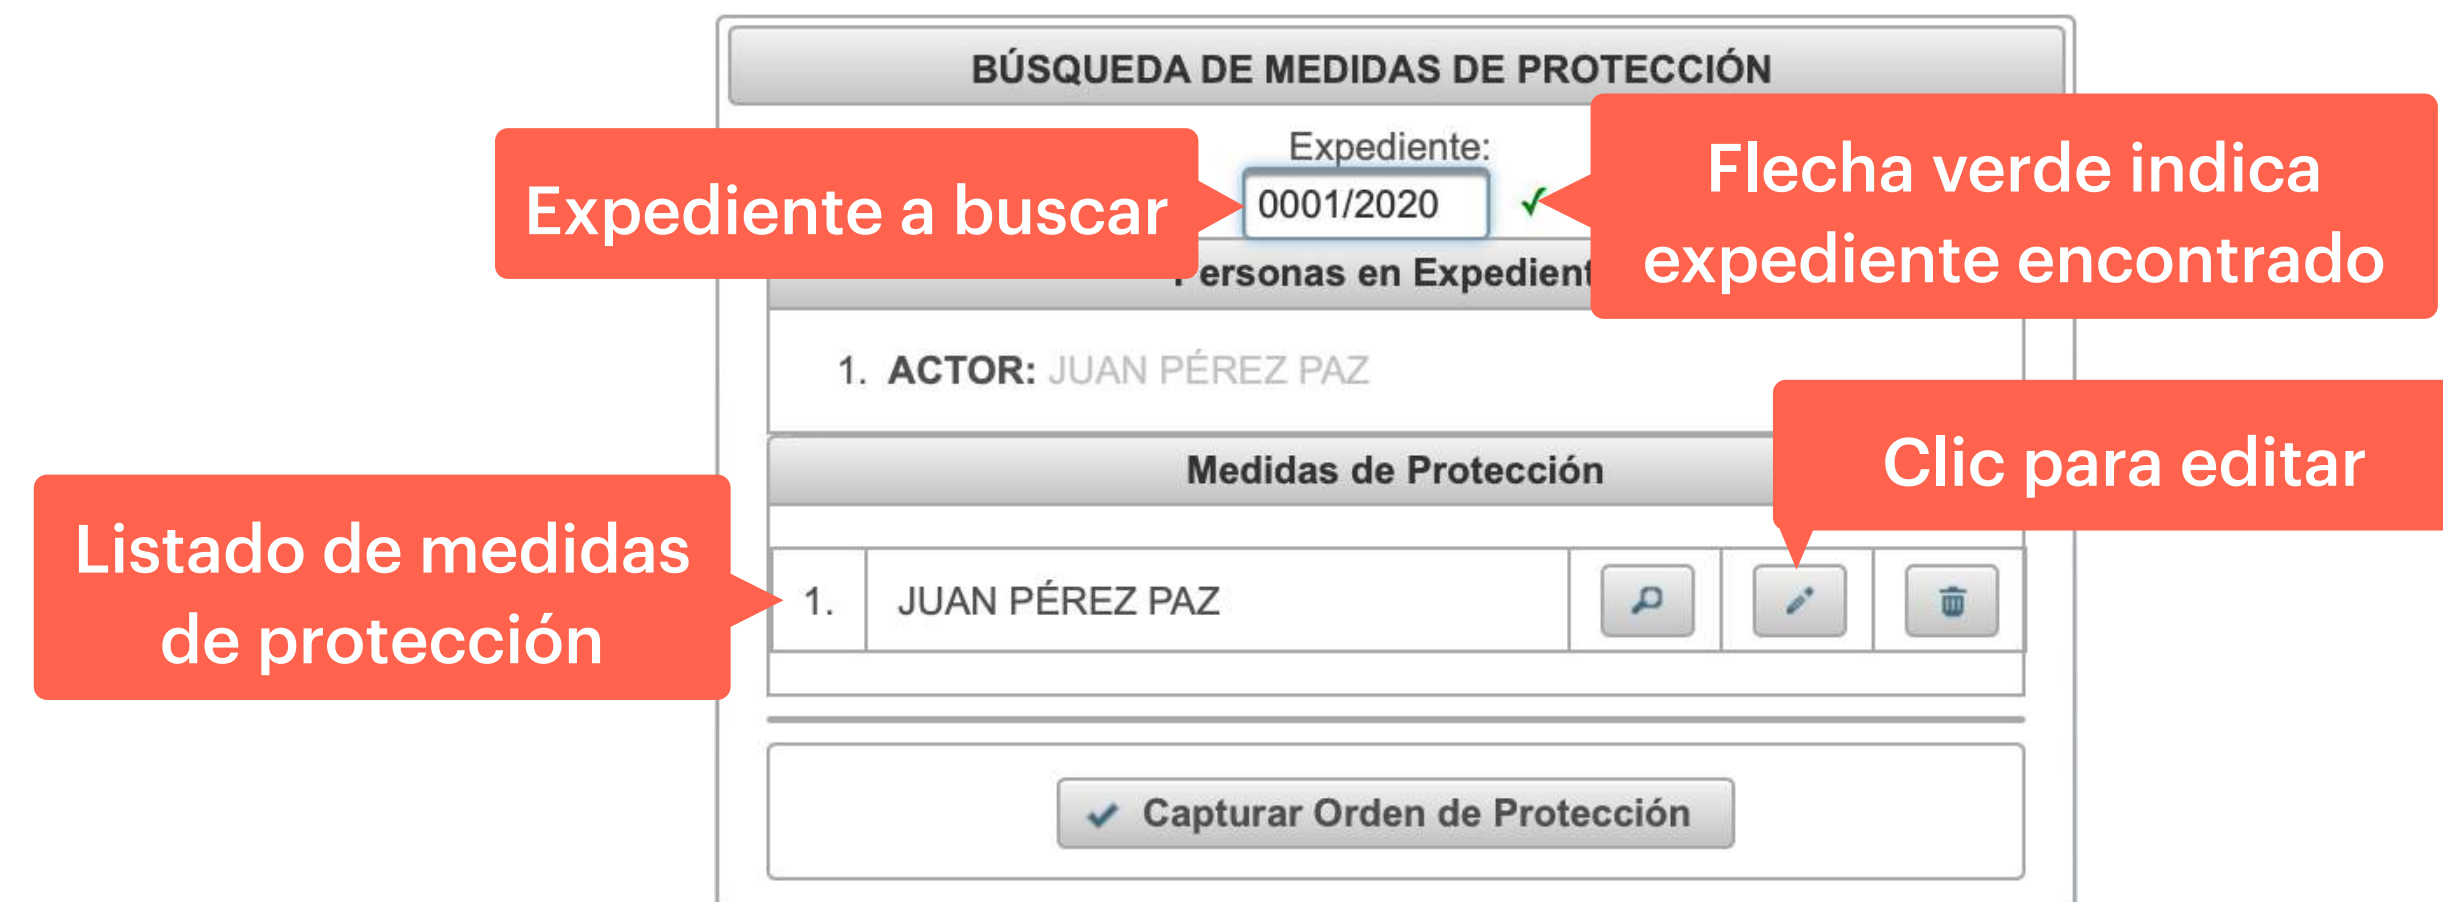 BÚSQUEDA DE MEDIDAS DE PROTECCIÓN
Expediente:
Expediente a buscar
0001/2020
Flecha verde indica
expediente encontrado
ersonas en Expedient
1. ACTOR: JUAN PÉREZ PAZ
Medidas de Protección
Clic para editar
Listado de medidas
de protección
1. JUAN PÉREZ PAZ
Capturar Orden de Protección